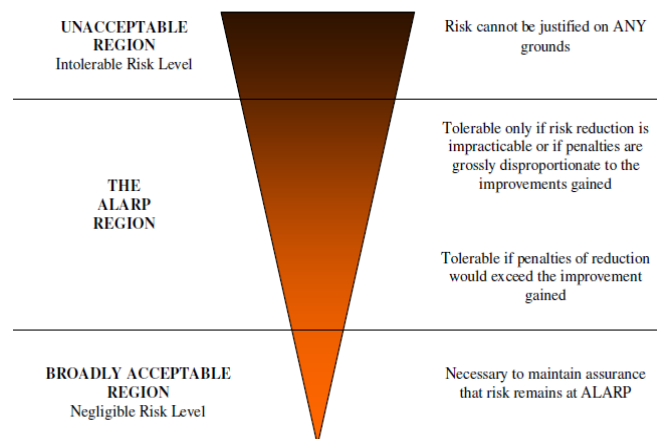 UNACCEPTABLE
REGION
Intolerable Risk Level
Risk cannot be justified on ANY
grounds
THE
ALARP
REGION
Tolerable only if risk reduction is
impracticable or if penalties are
grossly disproportionate to the
improvements gained
Tolerable if penalties of reduction
would exceed the improvement
gained
BROADLY ACCEPTABLE
REGION
Negligible Risk Level
Necessary to maintain assurance
that risk remains at ALARP